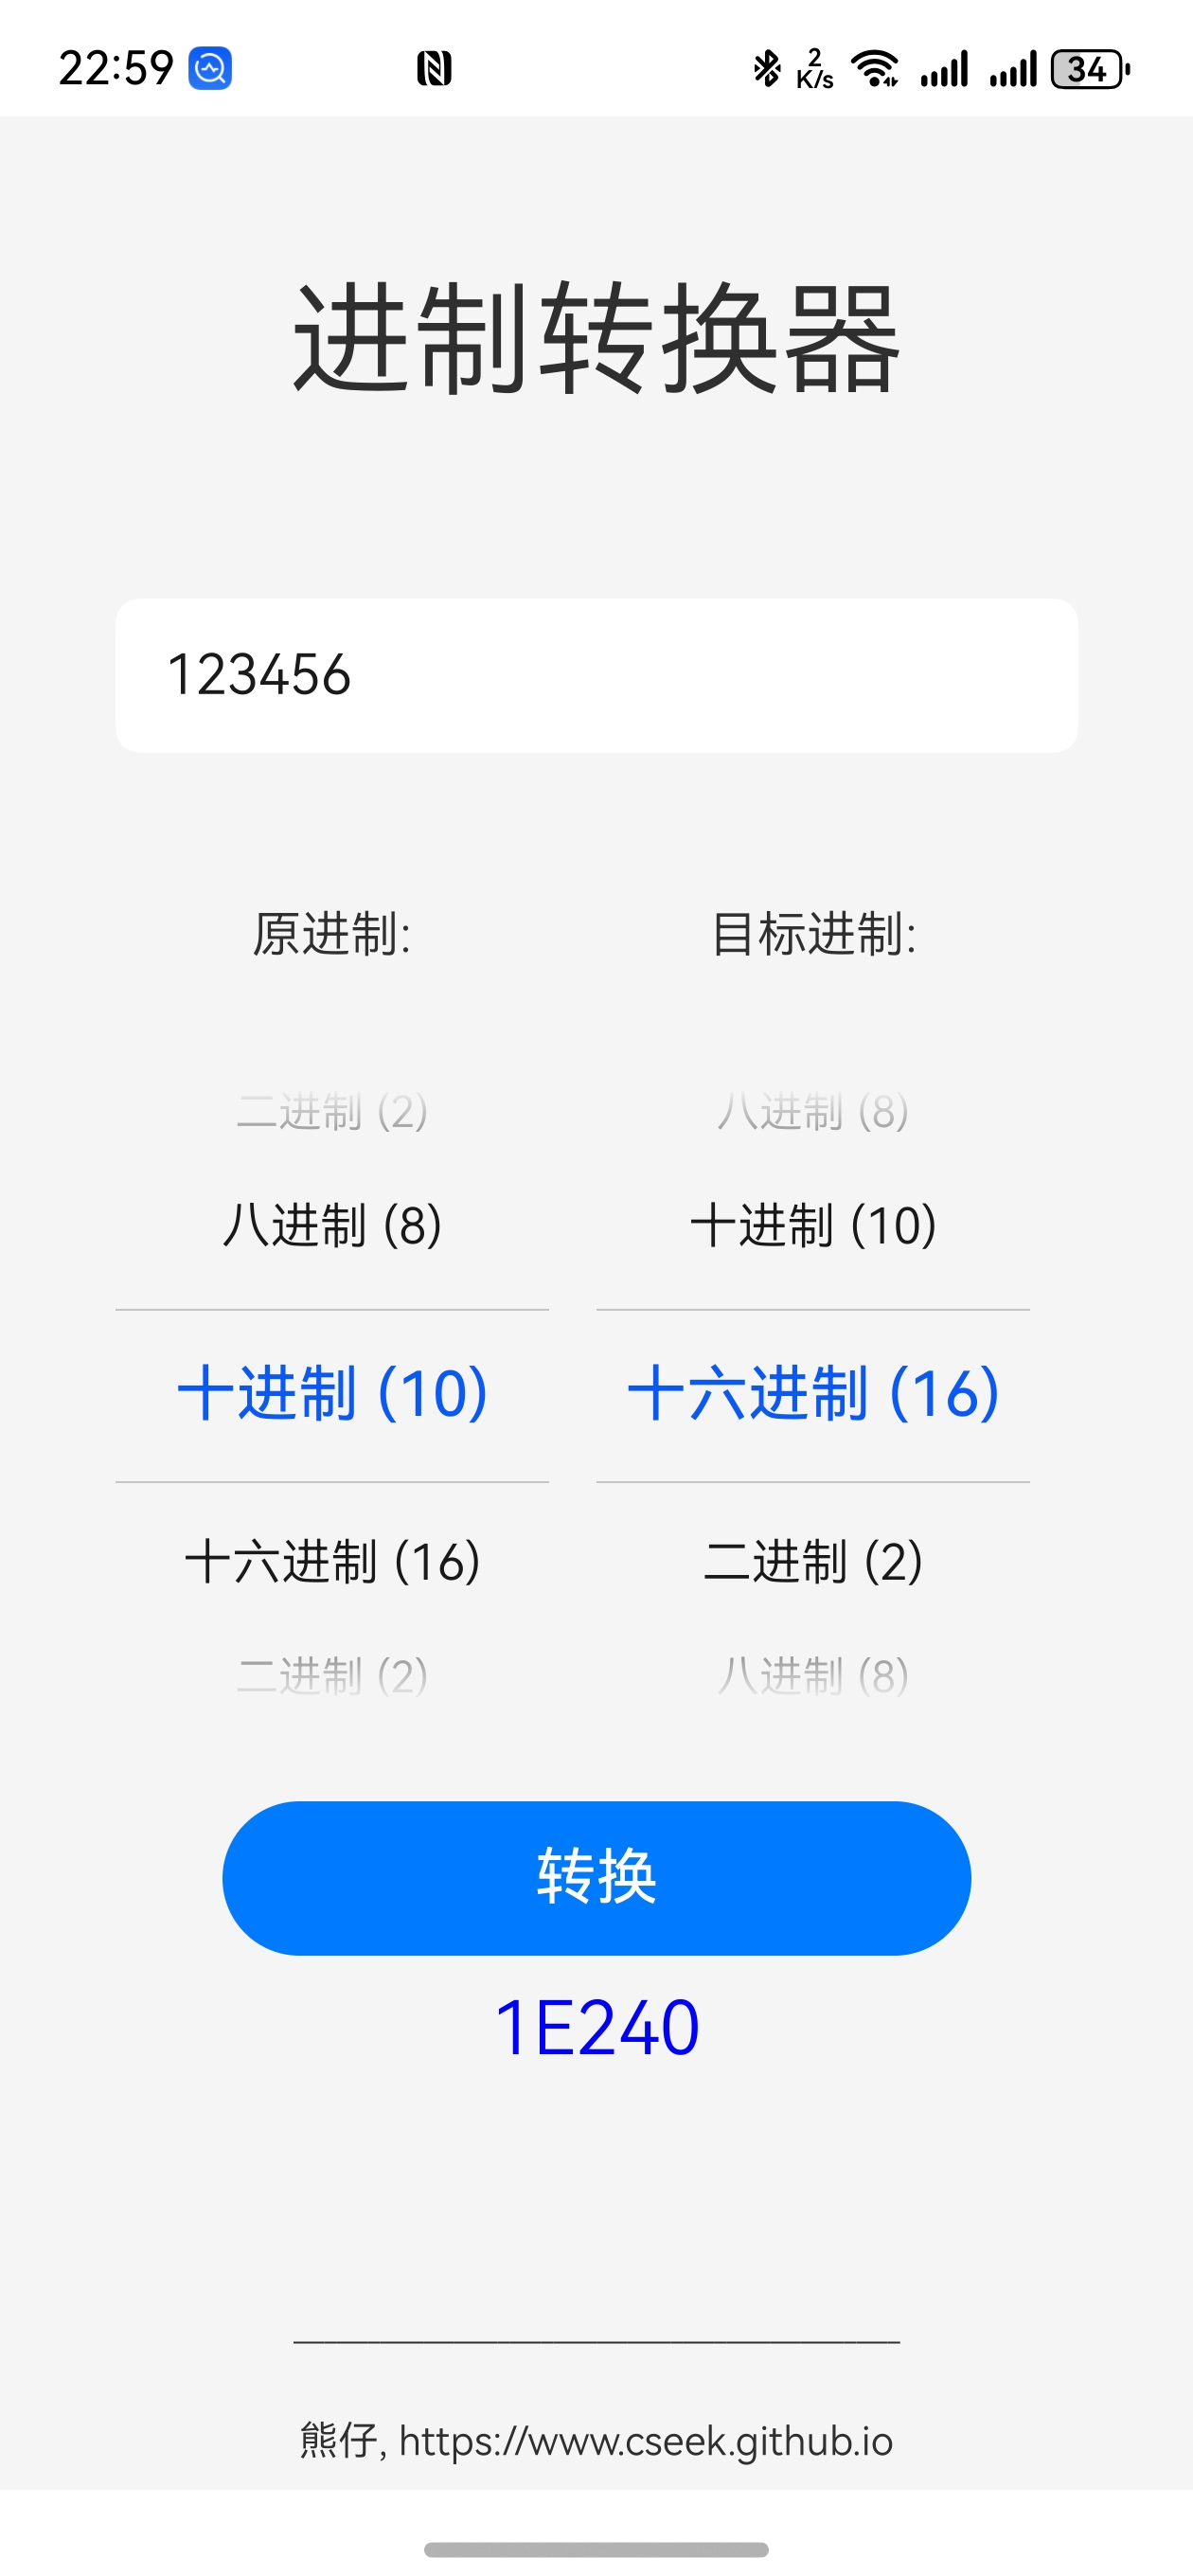 22:59
2 K/s
34
进制转换器
123456
原进制: 目标进制:
二进制 (2) 八进制 (8)
八进制 (8) 十进制 (10)
十进制 (10) 十六进制 (16)
十六进制 (16) 二进制 (2)
二进制 (2) 八进制 (8)
转换
1E240
熊仔, https://www.cseek.github.io